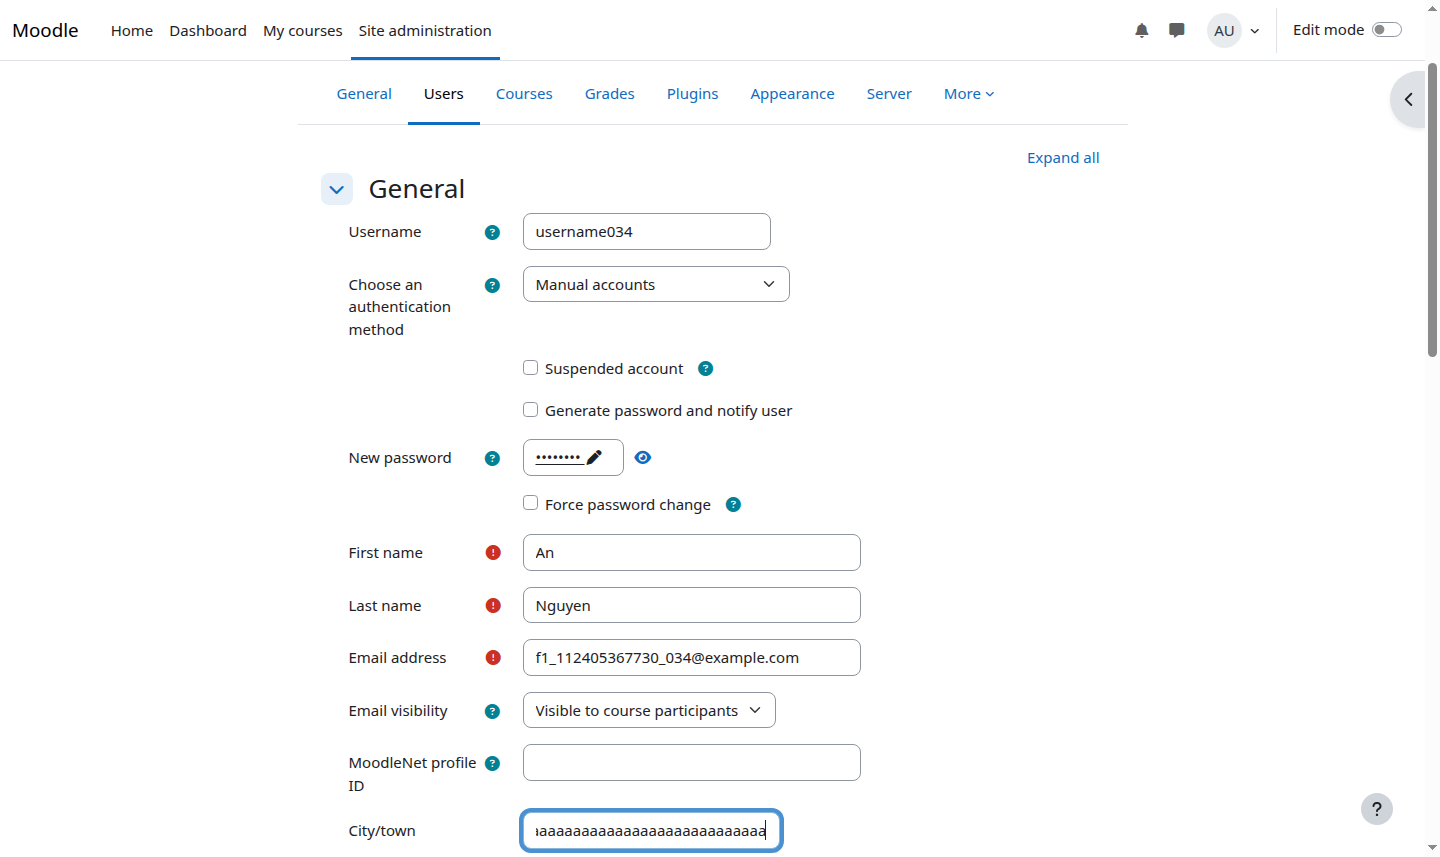 Moodle Home Dashboard My courses Site administration AU Edit mode
General Users Courses Grades Plugins Appearance Server More
Expand all
General
Username ? username034
Choose an authentication method ? Manual accounts
Suspended account ?
Generate password and notify user
New password ? ••••••••
Force password change ?
First name ! An
Last name ! Nguyen
Email address ! f1_112405367730_034@example.com
Email visibility ? Visible to course participants
MoodleNet profile ID ?
City/town
?